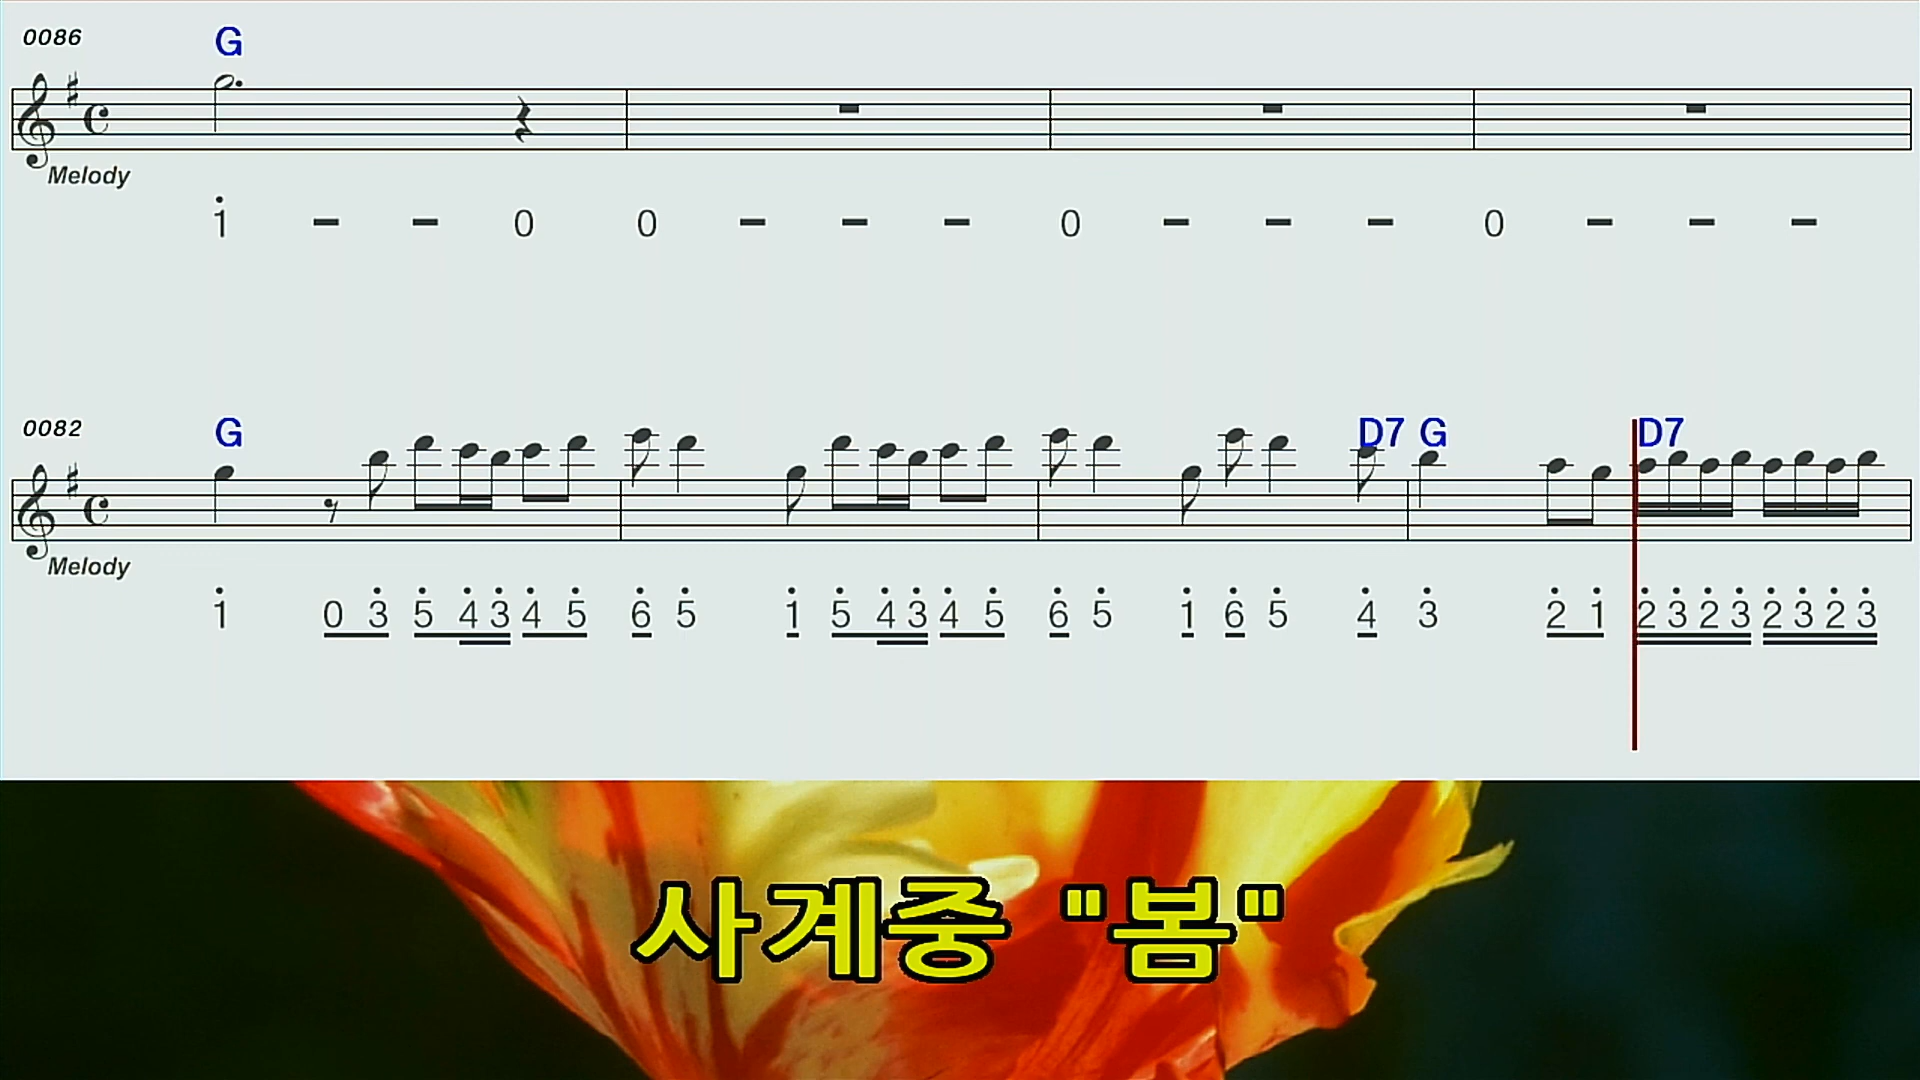 0086 G
Melody
1 - - 0 0 - - - 0 - - - 0 - - -
0082 G D7 G D7
Melody
1 0 3 5 4 3 4 5 6 5 1 5 4 3 4 5 6 5 1 6 5 4 3 2 1 2 3 2 3 2 3 2 3
사계중 "봄"